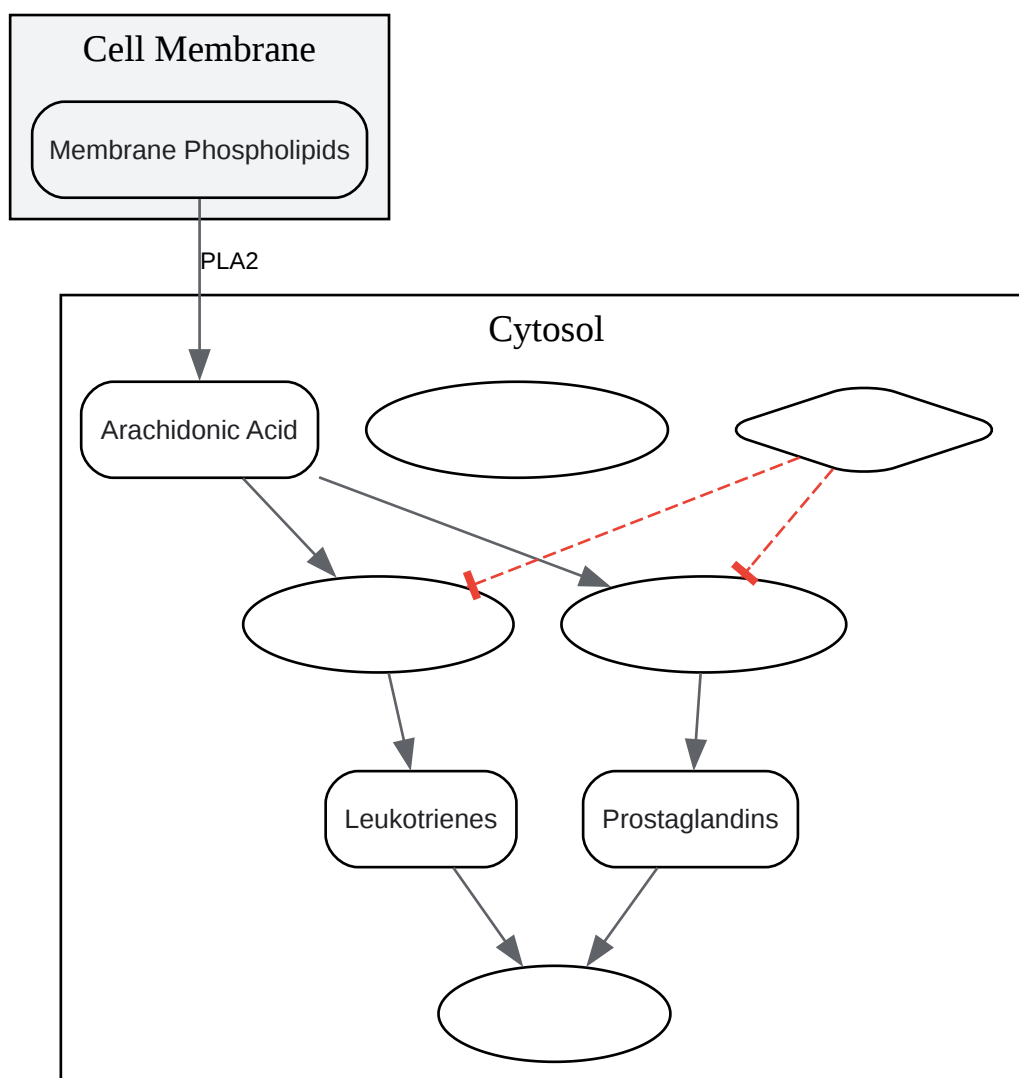 Cell Membrane
Membrane Phospholipids
PLA2
Cytosol
Arachidonic Acid
Leukotrienes
Prostaglandins